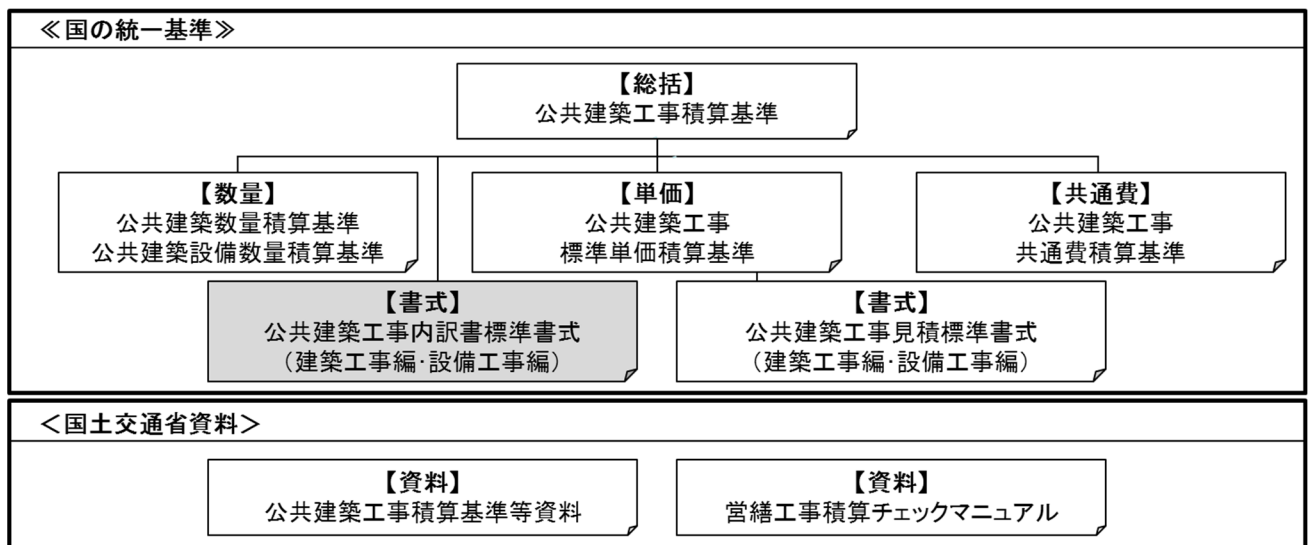 ≪国の統一基準≫
【総括】
公共建築工事積算基準
【数量】
公共建築数量積算基準
公共建築設備数量積算基準
【単価】
公共建築工事
標準単価積算基準
【共通費】
公共建築工事
共通費積算基準
【書式】
公共建築工事内訳書標準書式
（建築工事編・設備工事編）
【書式】
公共建築工事見積標準書式
（建築工事編・設備工事編）
＜国土交通省資料＞
【資料】
公共建築工事積算基準等資料
【資料】
営繕工事積算チェックマニュアル